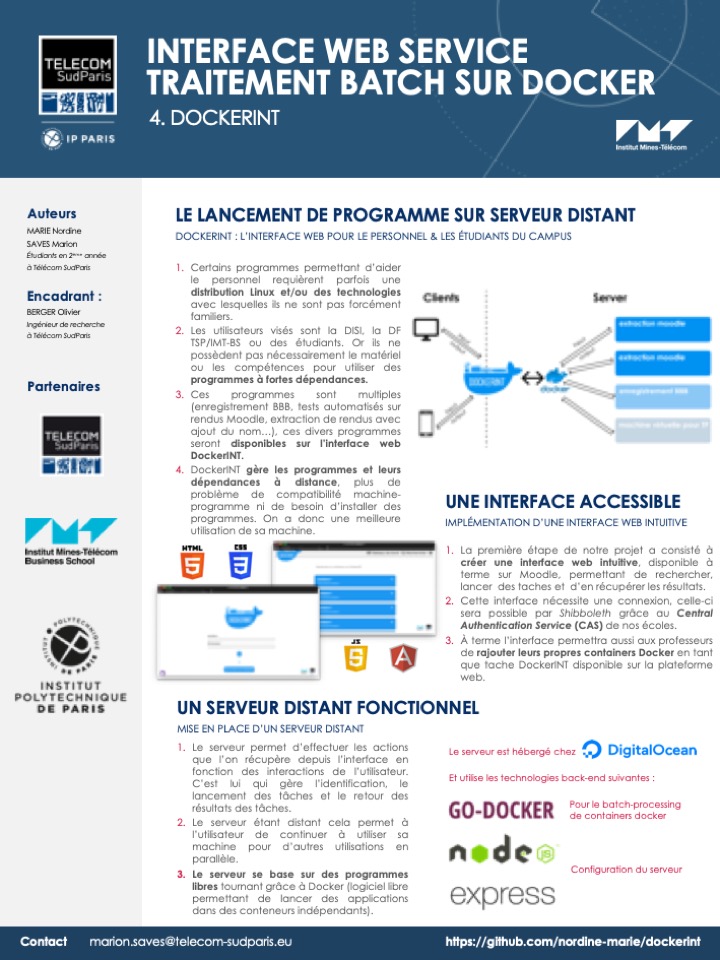 TELECOM
SudParis
IP PARIS
INTERFACE WEB SERVICE
TRAITEMENT BATCH SUR DOCKER
4. DOCKERINT
Institut Mines-Télécom
Auteurs
MARIE Nordine
SAVES Marion
Étudiants en 2ème année
à Télécom SudParis
Encadrant :
BERGER Olivier
Ingénieur de recherche
à Télécom SudParis
Partenaires
TELECOM
SudParis
Institut Mines-Télécom
Business School
INSTITUT
POLYTECHNIQUE
DE PARIS
LE LANCEMENT DE PROGRAMME SUR SERVEUR DISTANT
DOCKERINT : L'INTERFACE WEB POUR LE PERSONNEL & LES ÉTUDIANTS DU CAMPUS
1. Certains programmes permettant d'aider
le personnel requièrent parfois une
distribution Linux et/ou des technologies
avec lesquelles ils ne sont pas forcément
familiers.
2. Les utilisateurs visés sont la DISI, la DF
TSP/IMT-BS ou des étudiants. Or ils ne
possèdent pas nécessairement le matériel
ou les compétences pour utiliser des
programmes à fortes dépendances.
3. Ces programmes sont multiples
(enregistrement BBB, tests automatisés sur
rendus Moodle, extraction de rendus avec
ajout du nom…), ces divers programmes
seront disponibles sur l'interface web
DockerINT.
4. DockerINT gère les programmes et leurs
dépendances à distance, plus de
problème de compatibilité machine-
programme ni de besoin d'installer des
programmes. On a donc une meilleure
utilisation de sa machine.
Clients
Server
extraction moodle
extraction moodle
enregistrement BBB
machine virtuelle pour TP
DOCKERINT
docker
HTML
5
CSS
3
JS
5
A
UNE INTERFACE ACCESSIBLE
IMPLÉMENTATION D'UNE INTERFACE WEB INTUITIVE
1. La première étape de notre projet a consisté à
créer une interface web intuitive, disponible à
terme sur Moodle, permettant de rechercher,
lancer des taches et d'en récupérer les résultats.
2. Cette interface nécessite une connexion, celle-ci
sera possible par Shibboleth grâce au Central
Authentication Service (CAS) de nos écoles.
3. À terme l'interface permettra aussi aux professeurs
de rajouter leurs propres containers Docker en tant
que tache DockerINT disponible sur la plateforme
web.
UN SERVEUR DISTANT FONCTIONNEL
MISE EN PLACE D'UN SERVEUR DISTANT
1. Le serveur permet d'effectuer les actions
que l'on récupère depuis l'interface en
fonction des interactions de l'utilisateur.
C'est lui qui gère l'identification, le
lancement des tâches et le retour des
résultats des tâches.
2. Le serveur étant distant cela permet à
l'utilisateur de continuer à utiliser sa
machine pour d'autres utilisations en
parallèle.
3. Le serveur se base sur des programmes
libres tournant grâce à Docker (logiciel libre
permettant de lancer des applications
dans des conteneurs indépendants).
Le serveur est hébergé chez
DigitalOcean
Et utilise les technologies back-end suivantes :
GO-DOCKER
Pour le batch-processing
de containers docker
node JS
Configuration du serveur
express
Contact marion.saves@telecom-sudparis.eu
https://github.com/nordine-marie/dockerint